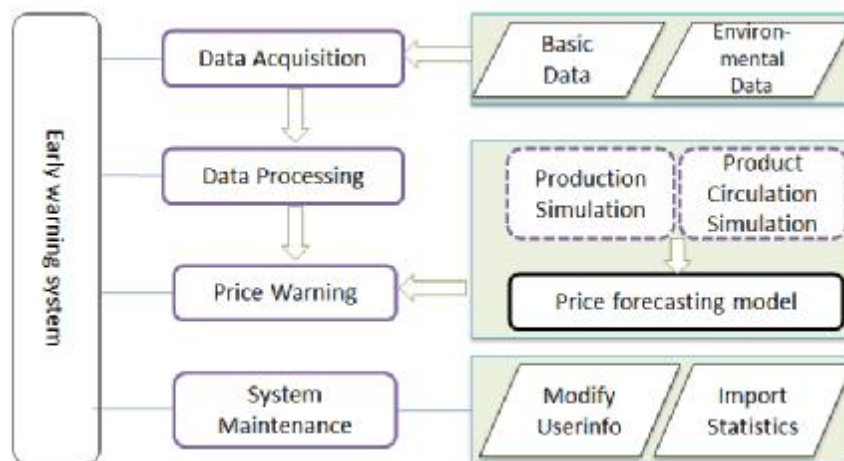 Early warning system
Data Acquisition
Basic
Data
Environ-
mental
Data
Data Processing
Production
Simulation
Product
Circulation
Simulation
Price Warning
Price forecasting model
System
Maintenance
Modify
Userinfo
Import
Statistics